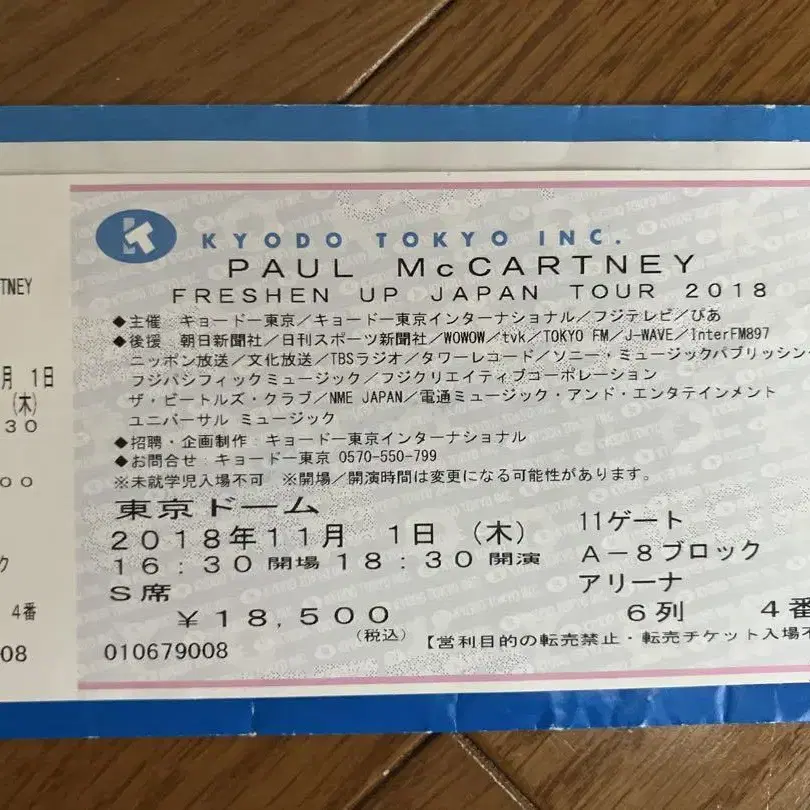 KYODO TOKYO INC.
PAUL McCARTNEY
FRESHEN UP JAPAN TOUR 2018
◆主催：キョードー東京／キョードー東京インターナショナル／フジテレビ／ぴあ
◆後援：朝日新聞社／日刊スポーツ新聞社／WOWOW／tvk／TOKYO FM／J-WAVE／InterFM897
ニッポン放送／文化放送／TBSラジオ／タワーレコード／ソニー・ミュージックパブリッシング
フジパシフィックミュージック／フジクリエイティブコーポレーション
ザ・ビートルズ・クラブ／NME JAPAN／電通ミュージック・アンド・エンタテインメント
ユニバーサル ミュージック
◆招聘・企画制作：キョードー東京インターナショナル
◆お問合せ：キョードー東京 0570-550-799
※未就学児入場不可 ※開場／開演時間は変更になる可能性があります。
東京ドーム
2018年11月 1日 (木)
16:30開場18:30開演
S席
¥18,500
(税込)
010679008
11ゲート
A-8ブロック
アリーナ
6列 4番
【営利目的の転売禁止・転売チケット入場不
TNEY
月 1日
(木)
30
00
ク
4番
08